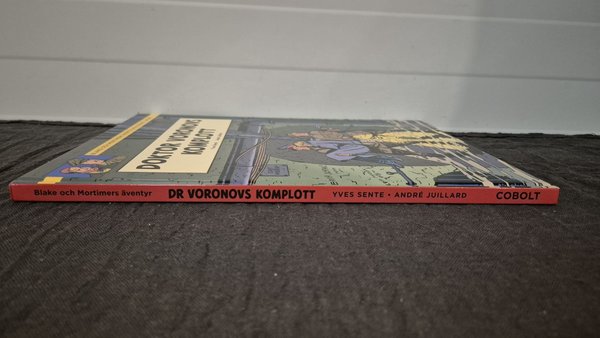 DOKTOR VORONOVS
KOMPLOTT
Blake och Mortimers äventyr DR VORONOVS KOMPLOTT YVES SENTE • ANDRÉ JUILLARD COBOLT